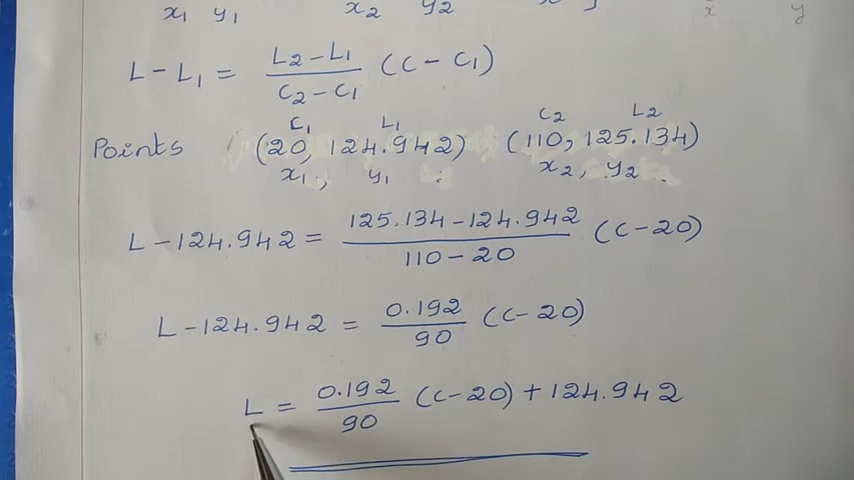 x₁ y₁ x₂ y₂ x y
L - L₁ = (L₂ - L₁)/(C₂ - C₁) (C - C₁)
C₁ L₁ C₂ L₂
Points (20, 124.942) (110, 125.134)
x₁, y₁ x₂, y₂
L - 124.942 = (125.134 - 124.942)/(110 - 20) (C - 20)
L - 124.942 = 0.192/90 (C - 20)
L = 0.192/90 (C - 20) + 124.942